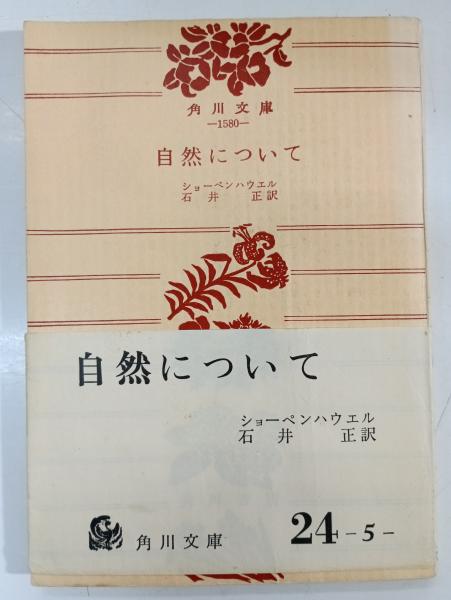 角川文庫
—1580—
自然について
ショーペンハウエル
石井 正訳
自然について
ショーペンハウエル
石井 正訳
角川文庫
24-5-